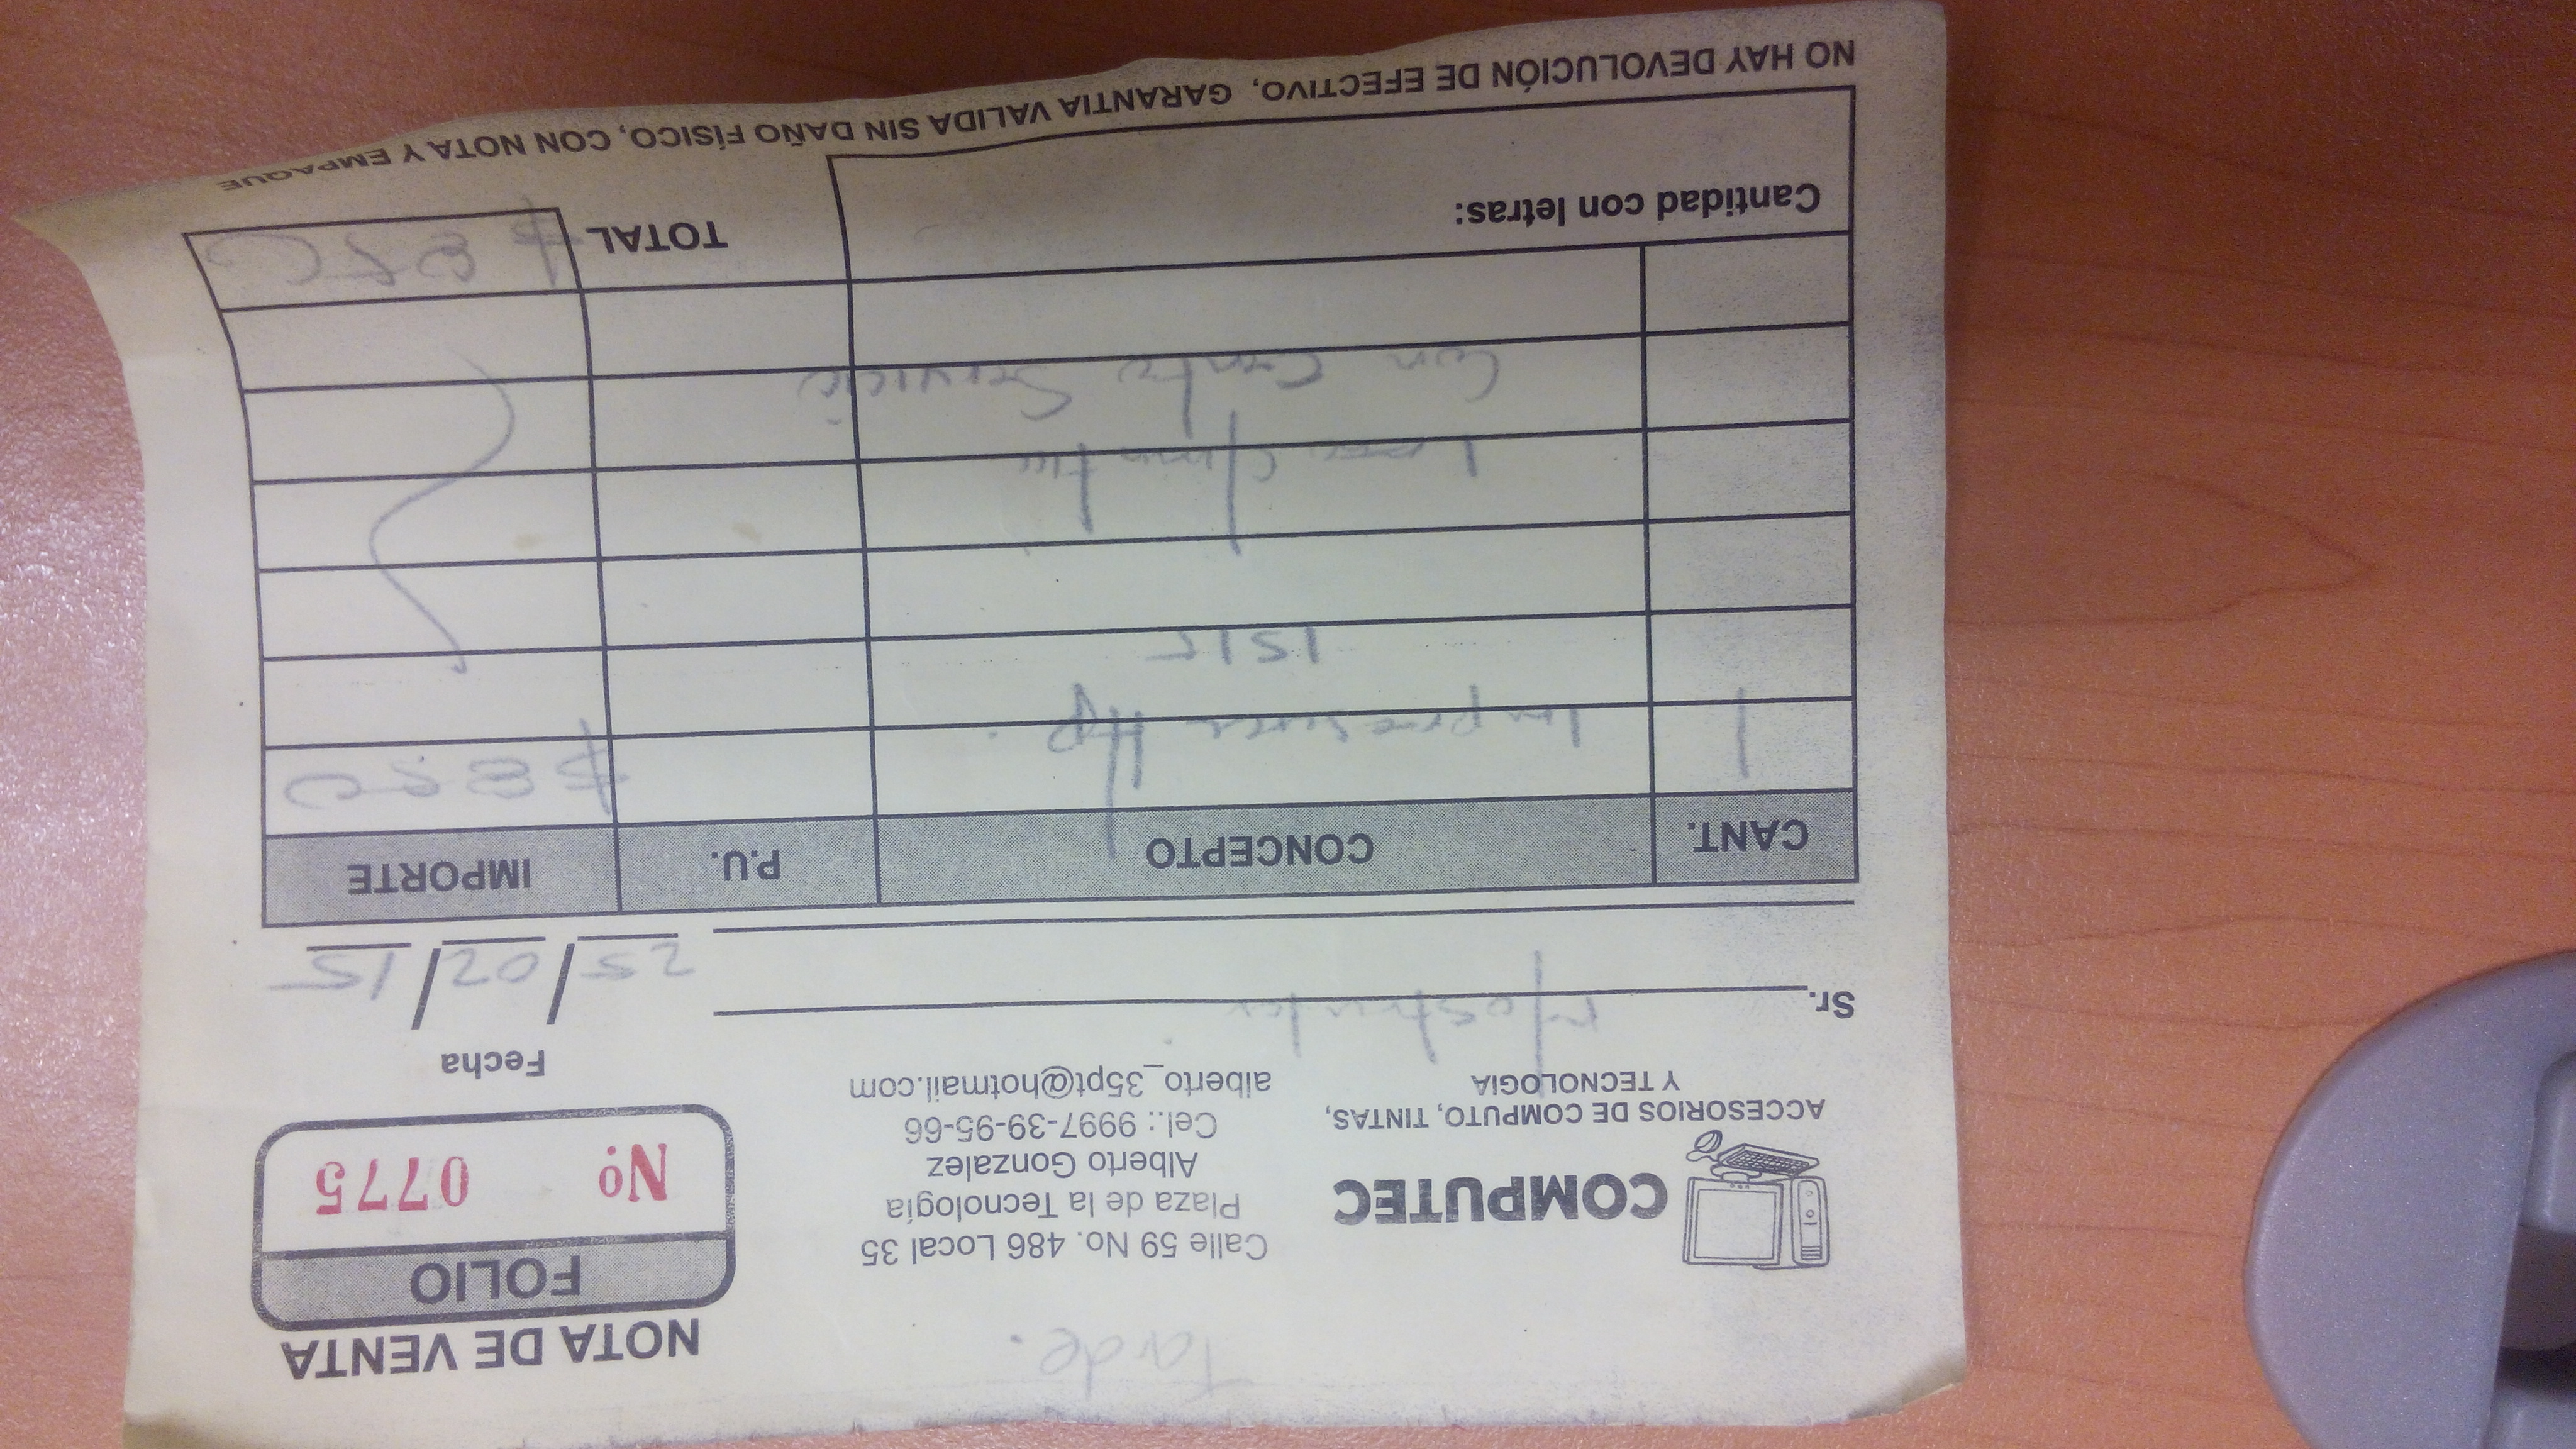 Tarde.
NOTA DE VENTA
FOLIO
Nº 0775
COMPUTEC
ACCESORIOS DE COMPUTO, TINTAS,
Y TECNOLOGIA
Calle 59 No. 486 Local 35
Plaza de la Tecnología
Alberto Gonzalez
Cel.: 9997-39-95-66
alberto_35pt@hotmail.com
Fecha
25/02/15
Sr. Mostrador
CANT. CONCEPTO P.U. IMPORTE
1 Impresora Hp. $850
1515
1 c/
Con Servicio
Cantidad con letras:
TOTAL $850
NO HAY DEVOLUCIÓN DE EFECTIVO, GARANTIA VALIDA SIN DAÑO FÍSICO, CON NOTA Y EMPAQUE